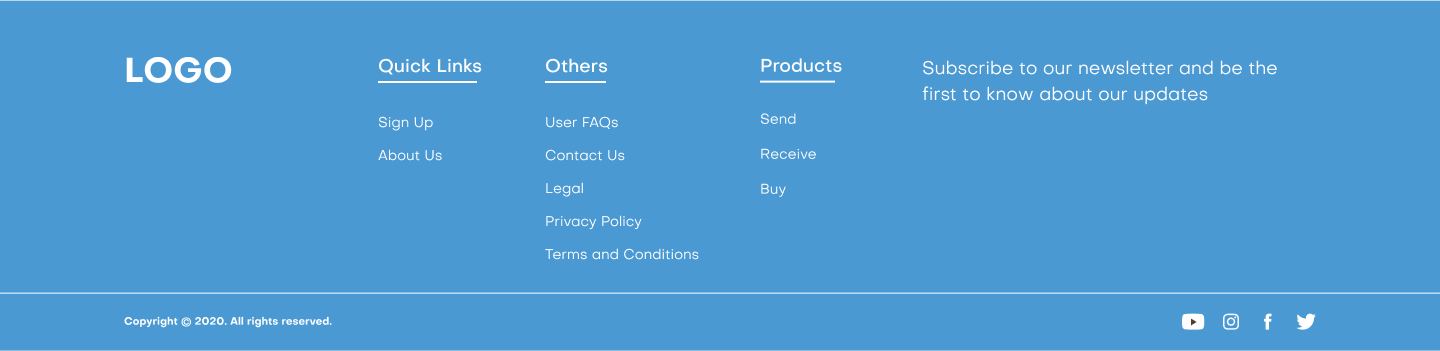 LOGO
Quick Links
Sign Up
About Us
Others
User FAQs
Contact Us
Legal
Privacy Policy
Terms and Conditions
Products
Send
Receive
Buy
Subscribe to our newsletter and be the
first to know about our updates
Copyright © 2020. All rights reserved.